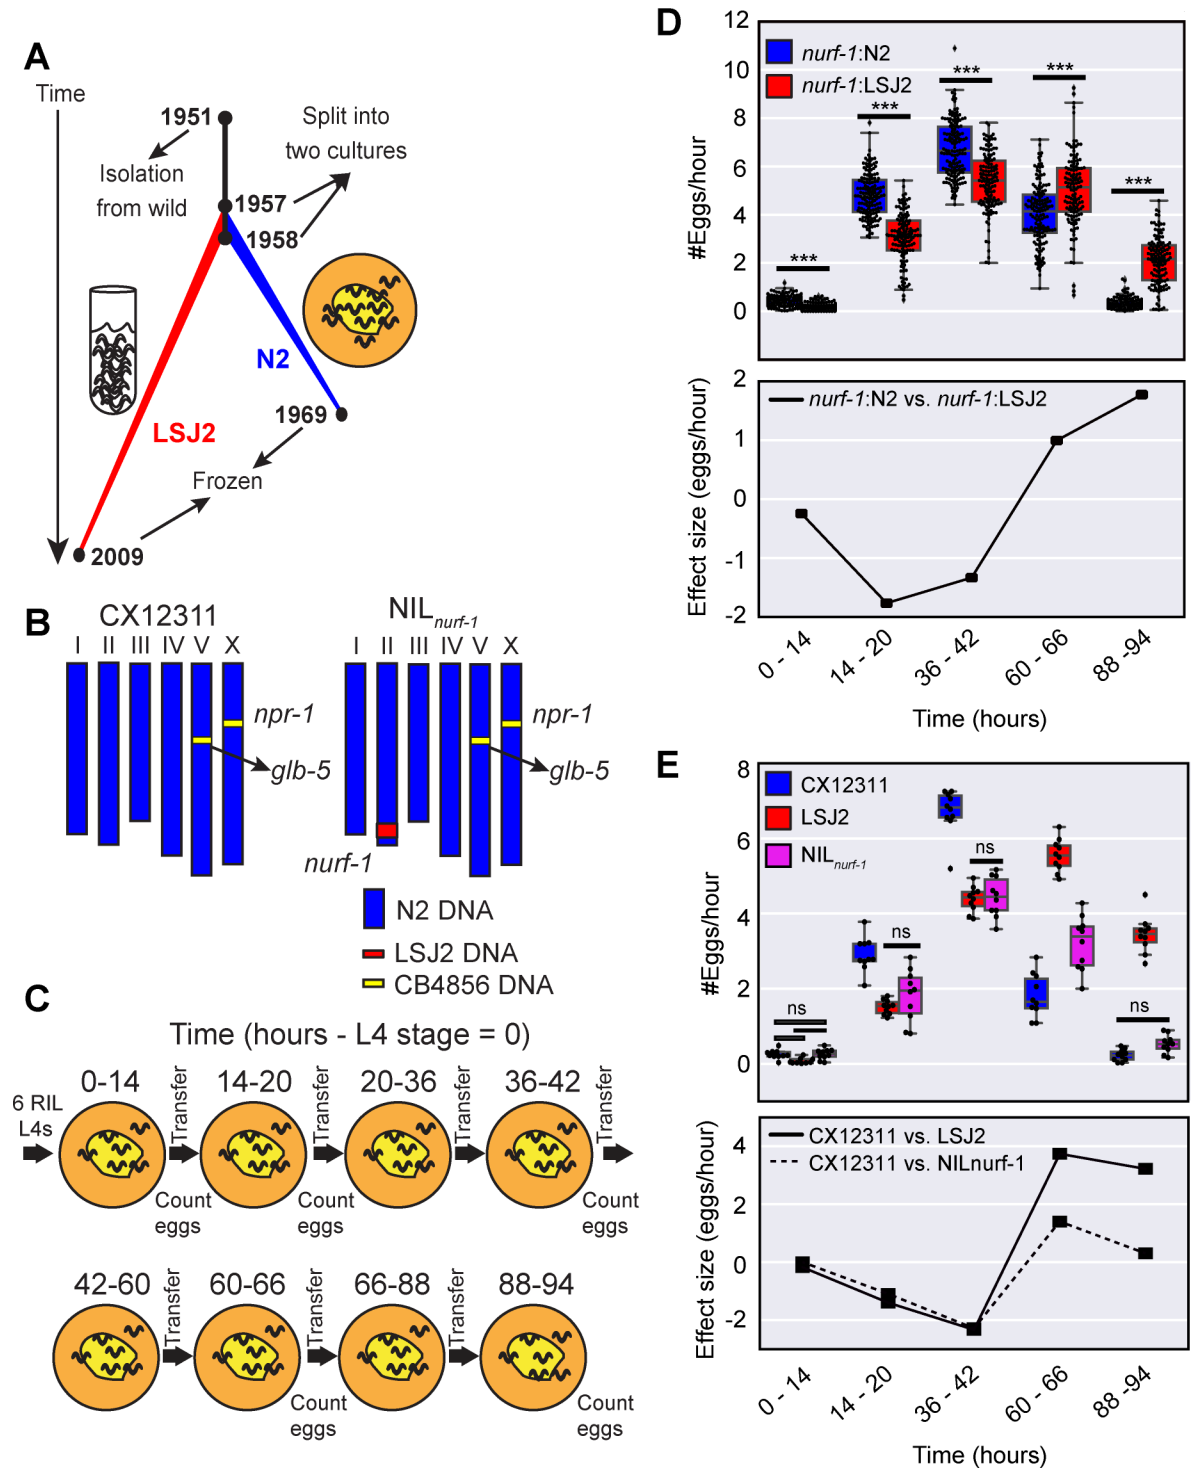 A
Time
1951
Isolation
from wild
Split into
two cultures
1957
1958
N2
LSJ2
1969
Frozen
2009
B
CX12311
I II III IV V X
npr-1
glb-5
NILnurf-1
I II III IV V X
npr-1
glb-5
nurf-1
N2 DNA
LSJ2 DNA
CB4856 DNA
C
Time (hours - L4 stage = 0)
0-14
14-20
20-36
36-42
6 RIL
L4s
Transfer
Transfer
Transfer
Transfer
Count
eggs
Count
eggs
Count
eggs
42-60
60-66
66-88
88-94
Transfer
Transfer
Transfer
Count
eggs
Count
eggs
D
12
10
8
6
4
2
0
#Eggs/hour
nurf-1:N2
nurf-1:LSJ2
***
***
***
***
***
2
1
0
-1
-2
Effect size (eggs/hour)
nurf-1:N2 vs. nurf-1:LSJ2
0 - 14
14 - 20
36 - 42
60 - 66
88 -94
Time (hours)
E
8
6
4
2
0
#Eggs/hour
CX12311
LSJ2
NILnurf-1
ns
ns
ns
ns
4
2
0
-2
Effect size (eggs/hour)
CX12311 vs. LSJ2
CX12311 vs. NILnurf-1
0 - 14
14 - 20
36 - 42
60 - 66
88 -94
Time (hours)